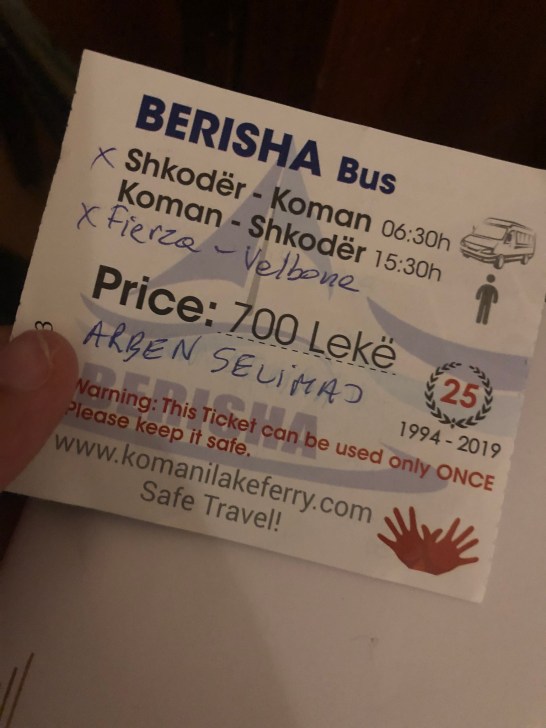 BERISHA Bus
x Shkodër - Koman 06:30h
Koman - Shkodër 15:30h
x Fierza - Velbone
Price: 700 Lekë
ARBEN SELIMAJ
25
1994 - 2019
BERISHA
Warning: This Ticket can be used only ONCE
Please keep it safe.
www.komanilakeferry.com
Safe Travel!